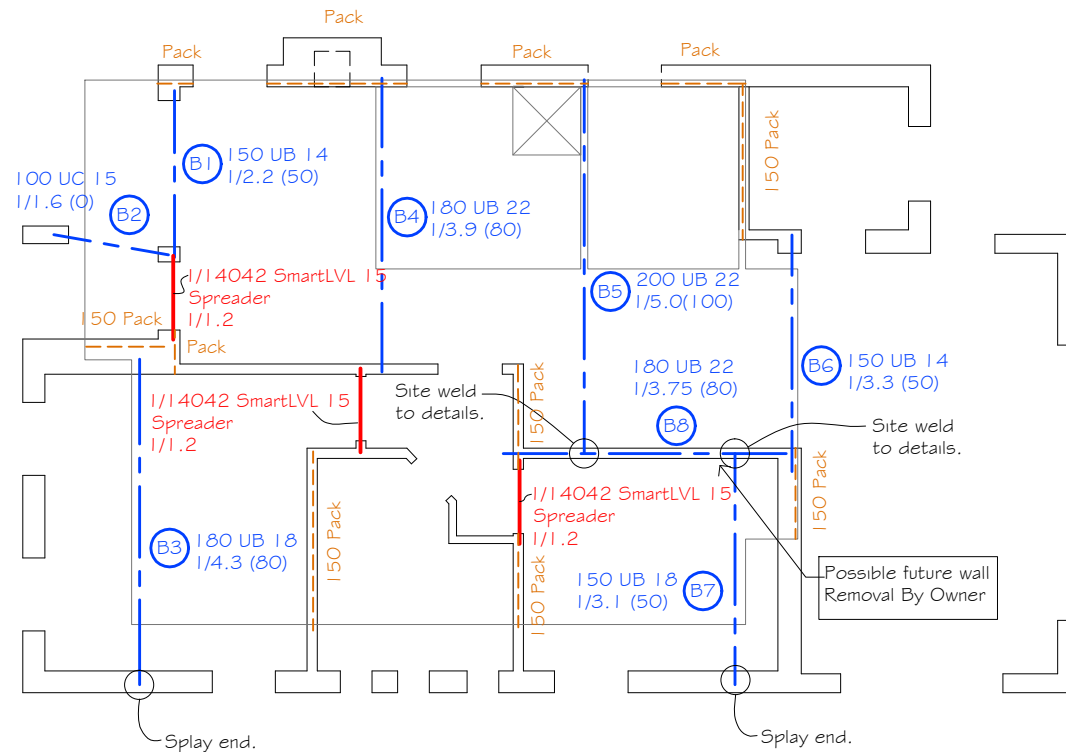 Pack
Pack
Pack
Pack
150 Pack
B1
150 UB 14
1/2.2 (50)
100 UC 15
1/1.6 (0)
B2
B4
180 UB 22
1/3.9 (80)
1/14042 SmartLVL 15
Spreader
1/1.2
B5
200 UB 22
1/5.0(100)
150 Pack
Pack
180 UB 22
1/3.75 (80)
B8
B6
150 UB 14
1/3.3 (50)
Site weld
to details.
1/14042 SmartLVL 15
Spreader
1/1.2
150 Pack
Site weld
to details.
150 Pack
150 Pack
1/14042 SmartLVL 15
Spreader
1/1.2
B3
180 UB 18
1/4.3 (80)
150 Pack
150 UB 18
1/3.1 (50)
B7
Possible future wall
Removal By Owner
Splay end.
Splay end.